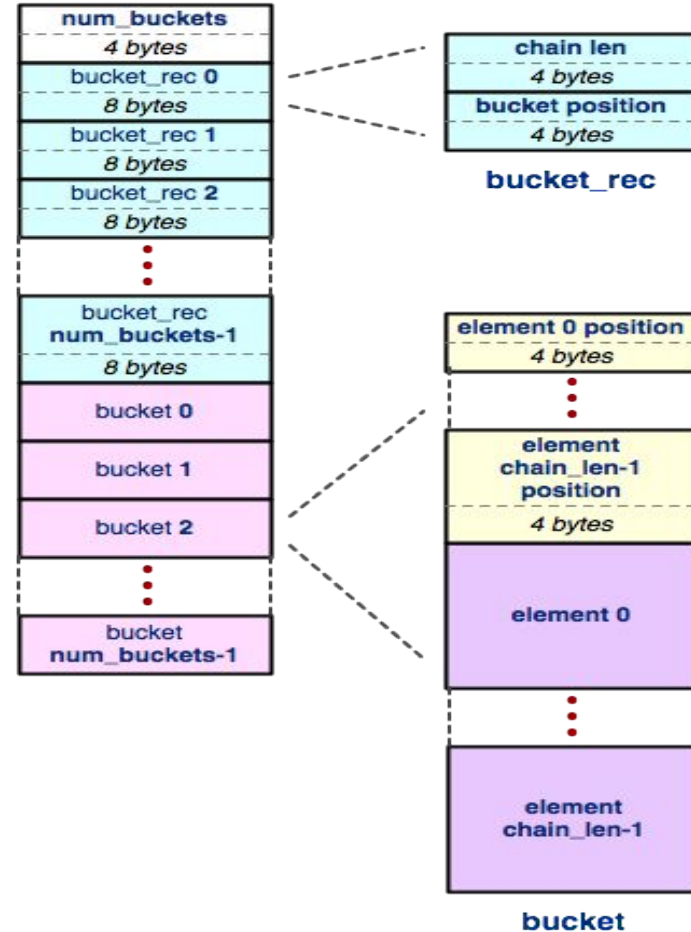 num_buckets
4 bytes
bucket_rec 0
8 bytes
bucket_rec 1
8 bytes
bucket_rec 2
8 bytes
bucket_rec
num_buckets-1
8 bytes
bucket 0
bucket 1
bucket 2
bucket
num_buckets-1
chain len
4 bytes
bucket position
4 bytes
bucket_rec
element 0 position
4 bytes
element
chain_len-1
position
4 bytes
element 0
element
chain_len-1
bucket